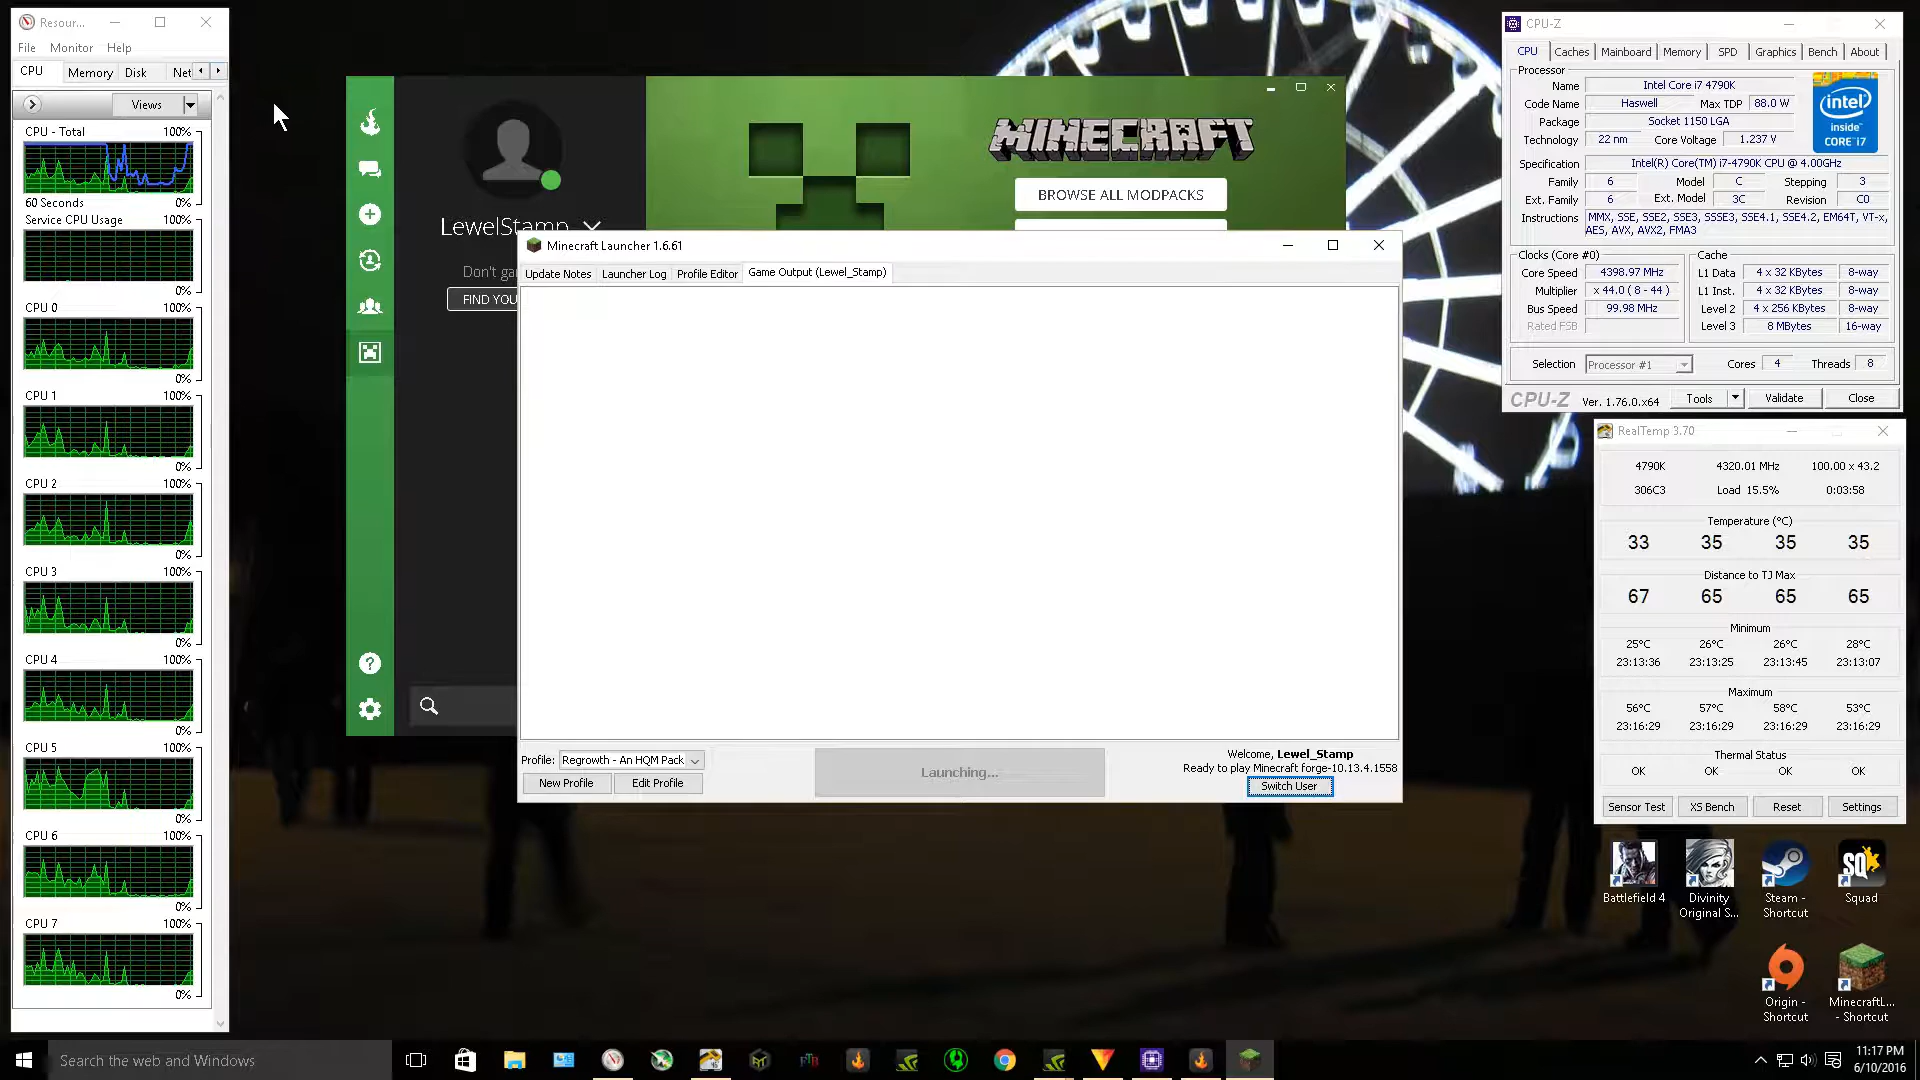 Resour...
File Monitor Help
CPU Memory Disk Net
Views
CPU - Total 100%
60 Seconds 0%
Service CPU Usage 100%
0%
CPU 0 100%
0%
CPU 1 100%
0%
CPU 2 100%
0%
CPU 3 100%
0%
CPU 4 100%
0%
CPU 5 100%
0%
CPU 6 100%
0%
CPU 7 100%
0%
LewelStamp
Don't ga
FIND YOU
MINECRAFT
BROWSE ALL MODPACKS
Minecraft Launcher 1.6.61
Update Notes Launcher Log Profile Editor Game Output (Lewel_Stamp)
Profile: Regrowth - An HQM Pack
New Profile Edit Profile
Launching...
Welcome, Lewel_Stamp
Ready to play Minecraft forge-10.13.4.1558
Switch User
CPU-Z
CPU Caches Mainboard Memory SPD Graphics Bench About
Processor
Name Intel Core i7 4790K
Code Name Haswell Max TDP 88.0 W
Package Socket 1150 LGA
Technology 22 nm Core Voltage 1.237 V
intel inside CORE i7
Specification Intel(R) Core(TM) i7-4790K CPU @ 4.00GHz
Family 6 Model C Stepping 3
Ext. Family 6 Ext. Model 3C Revision C0
Instructions MMX, SSE, SSE2, SSE3, SSSE3, SSE4.1, SSE4.2, EM64T, VT-x,
AES, AVX, AVX2, FMA3
Clocks (Core #0)
Core Speed 4398.97 MHz
Multiplier x 44.0 ( 8 - 44 )
Bus Speed 99.98 MHz
Rated FSB
Cache
L1 Data 4 x 32 KBytes 8-way
L1 Inst. 4 x 32 KBytes 8-way
Level 2 4 x 256 KBytes 8-way
Level 3 8 MBytes 16-way
Selection Processor #1 Cores 4 Threads 8
CPU-Z Ver. 1.76.0.x64 Tools Validate Close
RealTemp 3.70
4790K 4320.01 MHz 100.00 x 43.2
306C3 Load 15.5% 0:03:58
Temperature (°C)
33 35 35 35
Distance to TJ Max
67 65 65 65
Minimum
25°C 26°C 26°C 28°C
23:13:36 23:13:25 23:13:45 23:13:07
Maximum
56°C 57°C 58°C 53°C
23:16:29 23:16:29 23:16:29 23:16:29
Thermal Status
OK OK OK OK
Sensor Test XS Bench Reset Settings
Battlefield 4
Divinity
Original S...
Steam -
Shortcut
SQ
Squad
Origin -
Shortcut
MinecraftL...
- Shortcut
Search the web and Windows
FTB
11:17 PM
6/10/2016